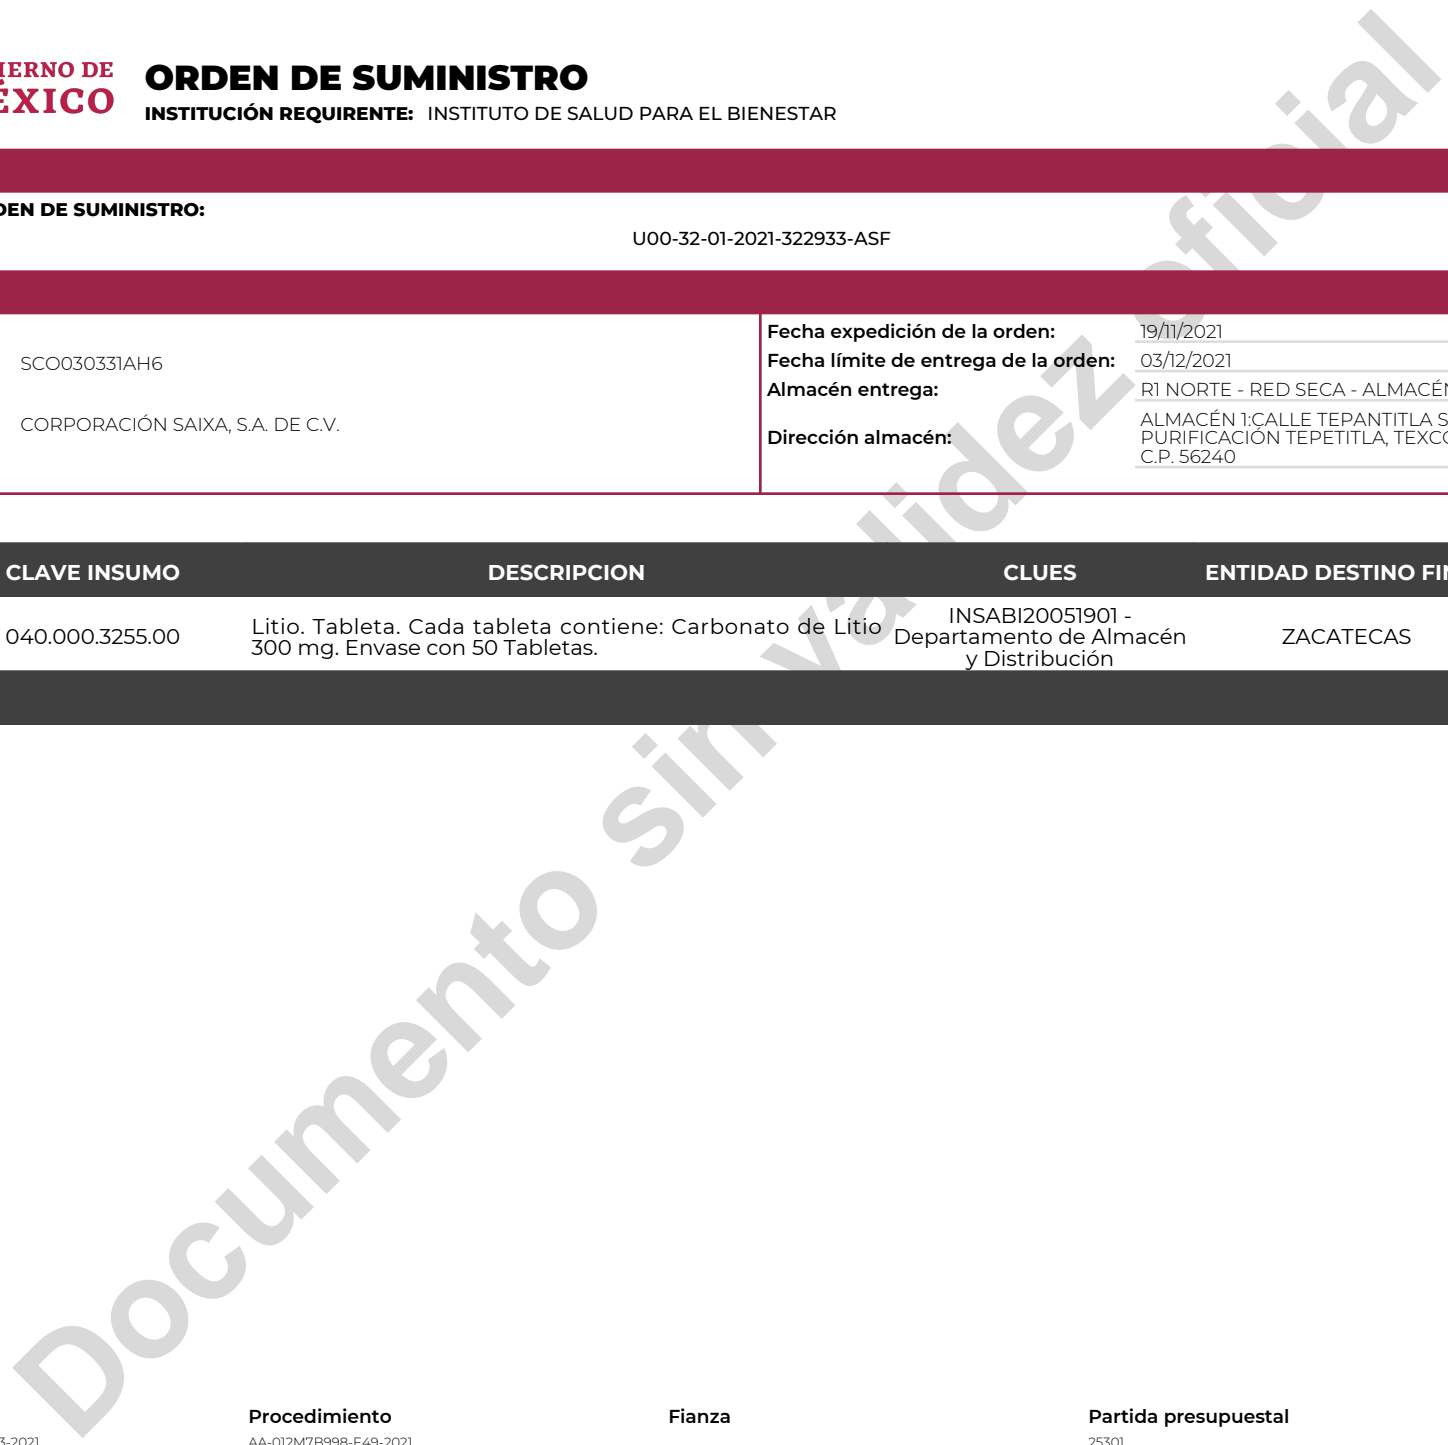 IERNO DE
ÉXICO
ORDEN DE SUMINISTRO
INSTITUCIÓN REQUIRENTE: INSTITUTO DE SALUD PARA EL BIENESTAR
DEN DE SUMINISTRO:
U00-32-01-2021-322933-ASF
SCO030331AH6
CORPORACIÓN SAIXA, S.A. DE C.V.
Fecha expedición de la orden: 19/11/2021
Fecha límite de entrega de la orden: 03/12/2021
Almacén entrega: R1 NORTE - RED SECA - ALMACÉN
Dirección almacén: ALMACÉN 1:CALLE TEPANTITLA S
PURIFICACIÓN TEPETITLA, TEXCO
C.P. 56240
CLAVE INSUMO DESCRIPCION CLUES ENTIDAD DESTINO FIN
040.000.3255.00
Litio. Tableta. Cada tableta contiene: Carbonato de Litio
300 mg. Envase con 50 Tabletas.
INSABI20051901 -
Departamento de Almacén
y Distribución
ZACATECAS
Documento sin validez oficial
Procedimiento Fianza Partida presupuestal
3-2021 AA-012M7B998-E49-2021 25301